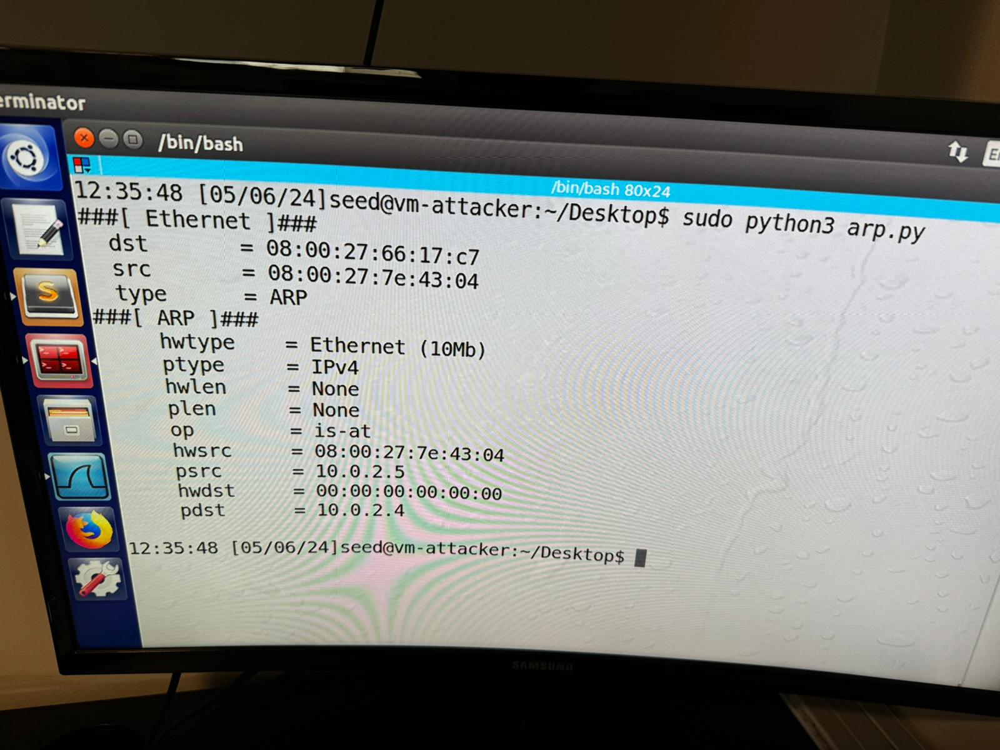 erminator
/bin/bash
/bin/bash 80x24
12:35:48 [05/06/24]seed@vm-attacker:~/Desktop$ sudo python3 arp.py
###[ Ethernet ]###
dst = 08:00:27:66:17:c7
src = 08:00:27:7e:43:04
type = ARP
###[ ARP ]###
hwtype = Ethernet (10Mb)
ptype = IPv4
hwlen = None
plen = None
op = is-at
hwsrc = 08:00:27:7e:43:04
psrc = 10.0.2.5
hwdst = 00:00:00:00:00:00
pdst = 10.0.2.4
12:35:48 [05/06/24]seed@vm-attacker:~/Desktop$
SAMSUNG